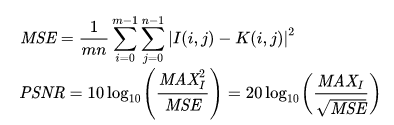 MSE = \frac{1}{mn} \sum_{i=0}^{m-1} \sum_{j=0}^{n-1} |I(i,j) - K(i,j)|^2
PSNR = 10 \log_{10} \left( \frac{MAX_I^2}{MSE} \right) = 20 \log_{10} \left( \frac{MAX_I}{\sqrt{MSE}} \right)